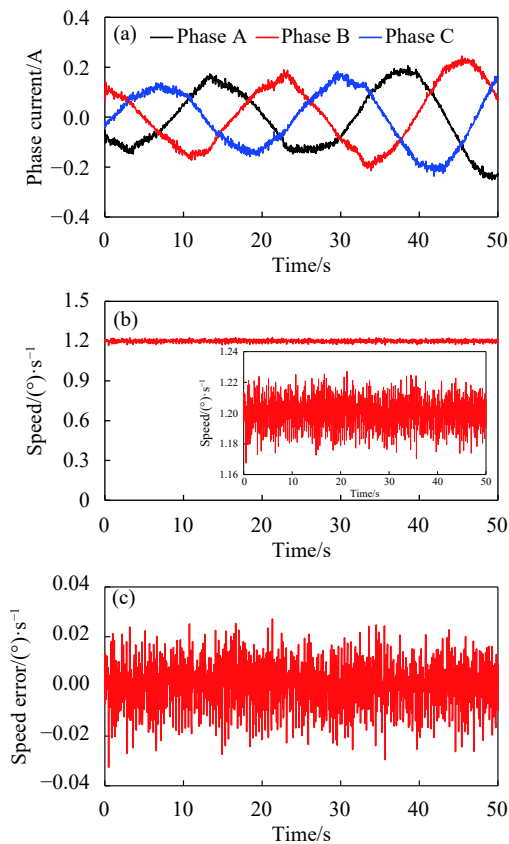 (a) Phase A Phase B Phase C
0.4
0.2
0.0
−0.2
−0.4
Phase current/A
0 10 20 30 40 50
Time/s
(b)
1.5
1.2
0.9
0.6
0.3
0
Speed/(°)·s⁻¹
1.24
1.22
1.20
1.18
1.16
Speed/(°)·s⁻¹
0 10 20 30 40 50
Time/s
0 10 20 30 40 50
Time/s
(c)
0.04
0.02
0.00
−0.02
−0.04
Speed error/(°)·s⁻¹
0 10 20 30 40 50
Time/s